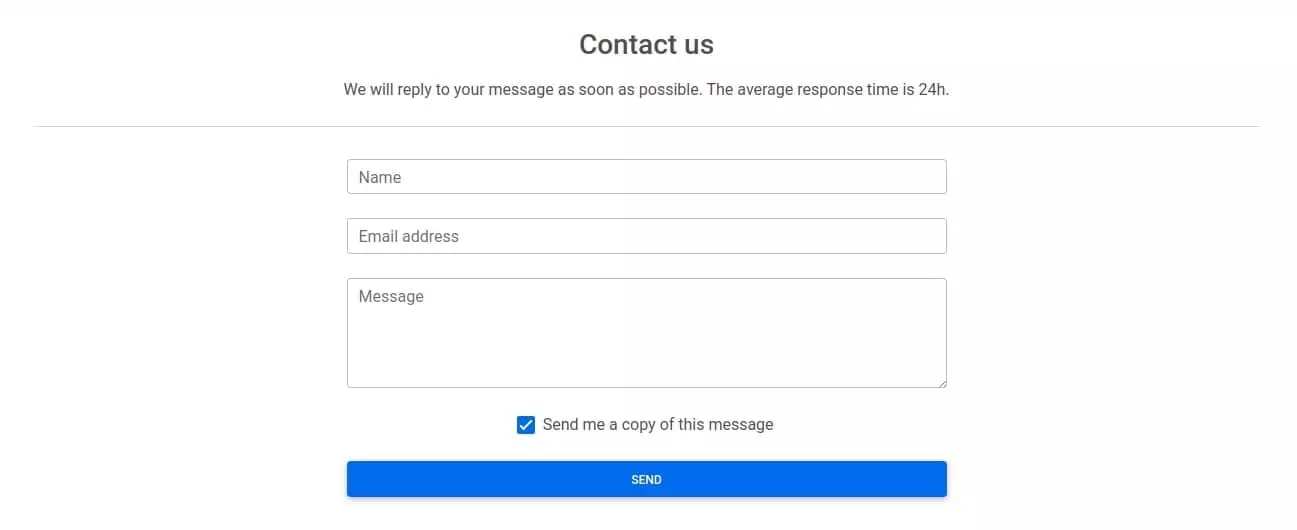 Contact us
We will reply to your message as soon as possible. The average response time is 24h.
Name
Email address
Message
Send me a copy of this message
SEND